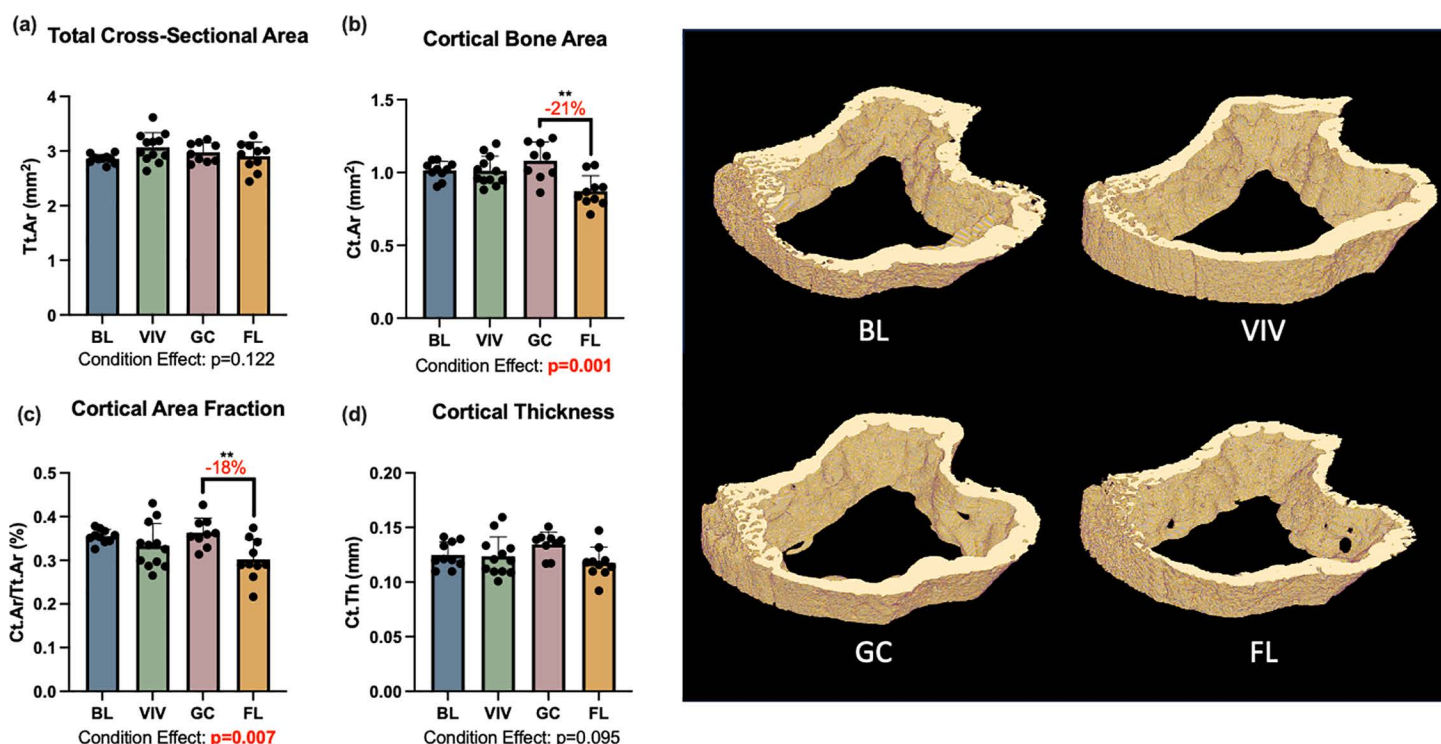 (a)
Total Cross-Sectional Area
Tt.Ar (mm²)
4
3
2
1
0
BL VIV GC FL
Condition Effect: p=0.122
(b)
Cortical Bone Area
Ct.Ar (mm²)
1.5
1.0
0.5
0.0
**
-21%
BL VIV GC FL
Condition Effect: p=0.001
(c)
Cortical Area Fraction
Ct.Ar/Tt.Ar (%)
0.5
0.4
0.3
0.2
0.1
0.0
**
-18%
BL VIV GC FL
Condition Effect: p=0.007
(d)
Cortical Thickness
Ct.Th (mm)
0.20
0.15
0.10
0.05
0.00
BL VIV GC FL
Condition Effect: p=0.095
BL
VIV
GC
FL